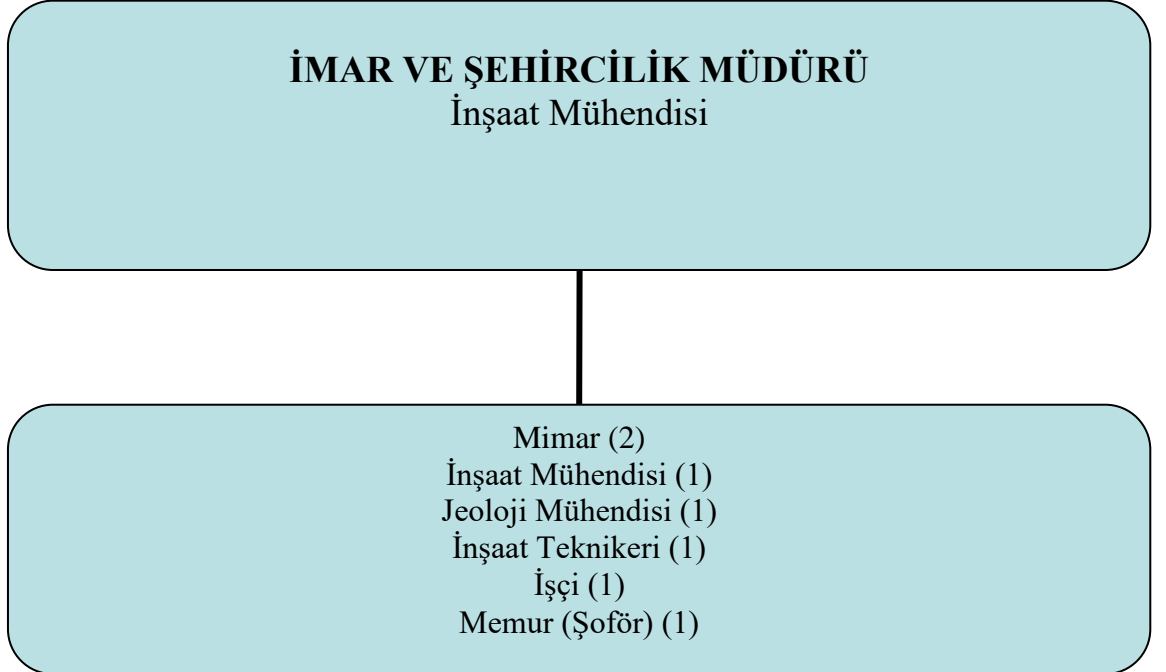 İMAR VE ŞEHİRCİLİK MÜDÜRÜ
İnşaat Mühendisi
Mimar (2)
İnşaat Mühendisi (1)
Jeoloji Mühendisi (1)
İnşaat Teknikeri (1)
İşçi (1)
Memur (Şoför) (1)